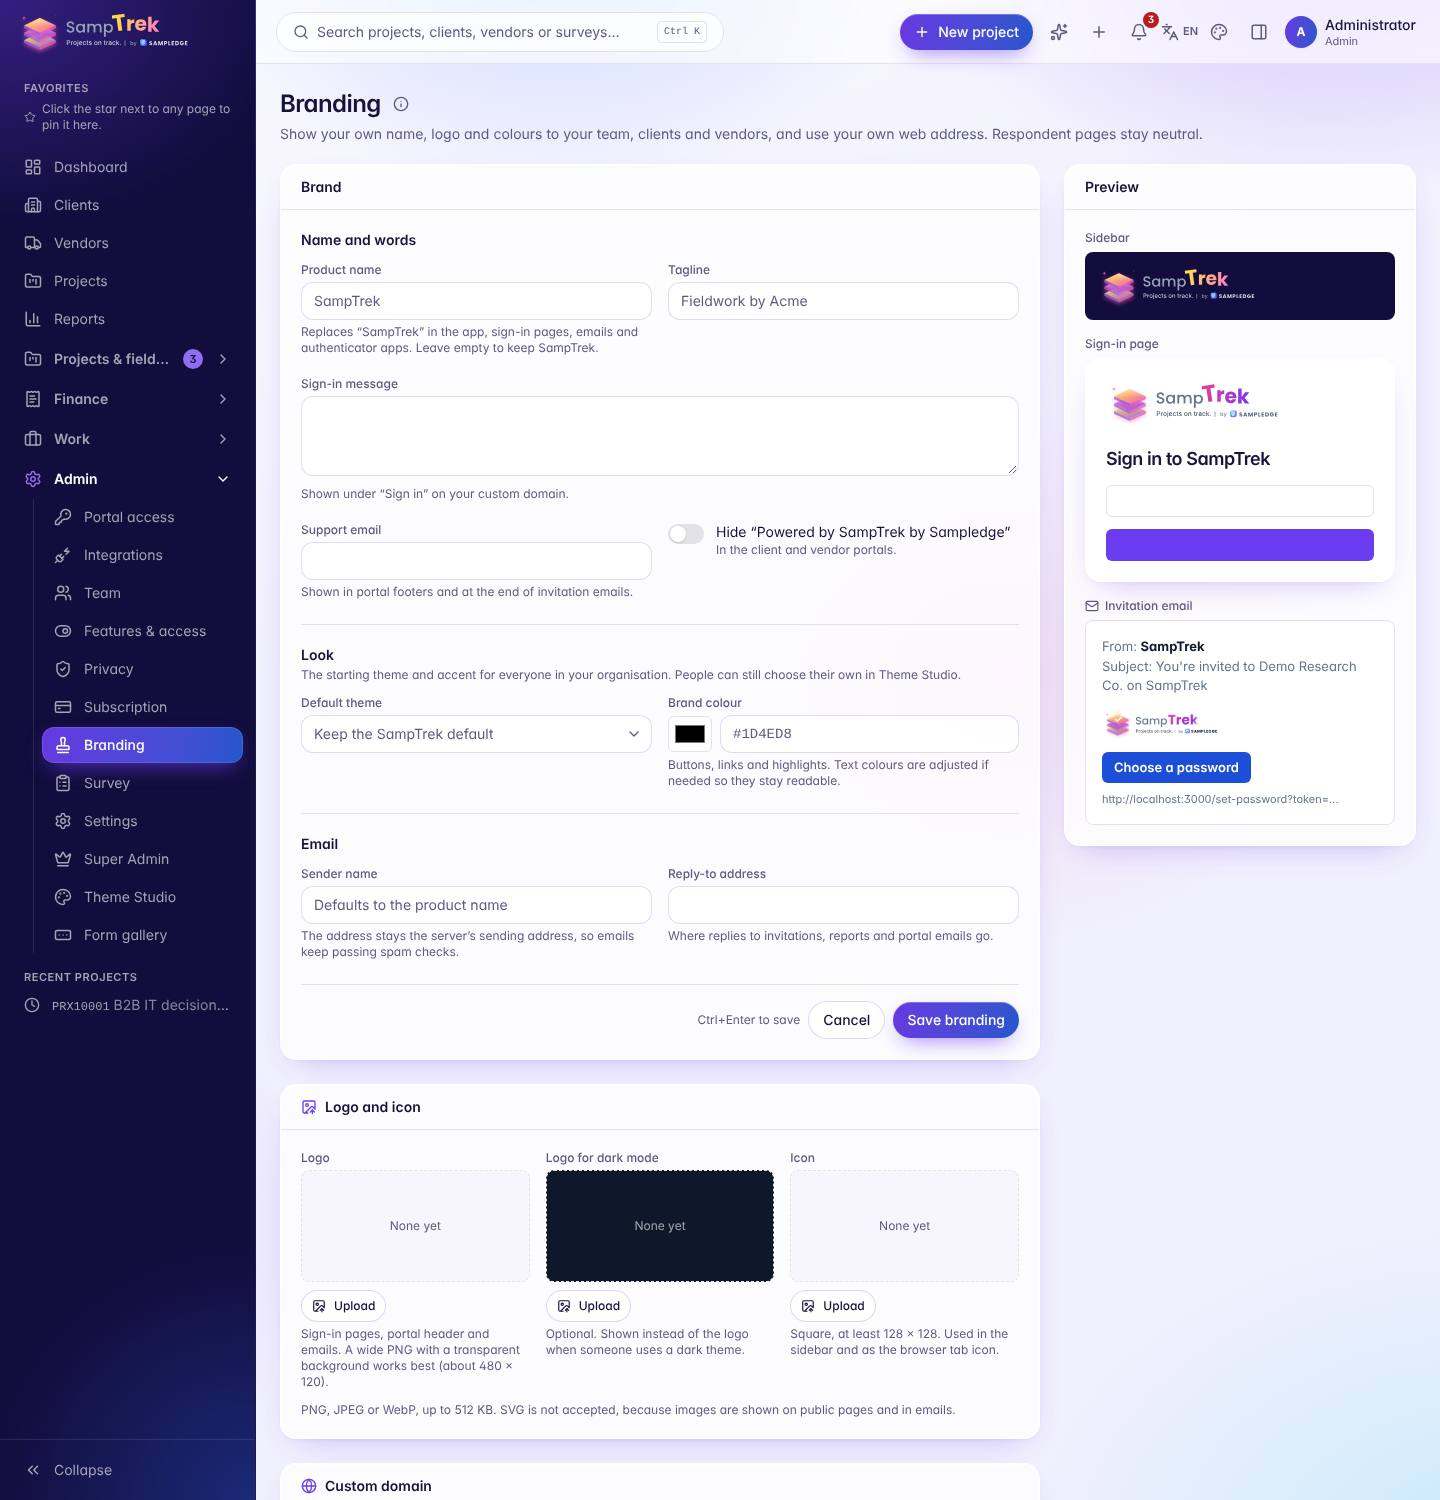 SampTrek
Projects on track. | by SAMPLEDGE
Search projects, clients, vendors or surveys...
Ctrl K
New project
3
EN
A
Administrator
Admin
FAVORITES
Click the star next to any page to
pin it here.
Dashboard
Clients
Vendors
Projects
Reports
Projects & field...
3
Finance
Work
Admin
Portal access
Integrations
Team
Features & access
Privacy
Subscription
Branding
Survey
Settings
Super Admin
Theme Studio
Form gallery
RECENT PROJECTS
PRX10001 B2B IT decision...
Collapse
Branding
Show your own name, logo and colours to your team, clients and vendors, and use your own web address. Respondent pages stay neutral.
Brand
Name and words
Product name
SampTrek
Replaces “SampTrek” in the app, sign-in pages, emails and
authenticator apps. Leave empty to keep SampTrek.
Tagline
Fieldwork by Acme
Sign-in message
Shown under “Sign in” on your custom domain.
Support email
Shown in portal footers and at the end of invitation emails.
Hide “Powered by SampTrek by Sampledge”
In the client and vendor portals.
Look
The starting theme and accent for everyone in your organisation. People can still choose their own in Theme Studio.
Default theme
Keep the SampTrek default
Brand colour
#1D4ED8
Buttons, links and highlights. Text colours are adjusted if
needed so they stay readable.
Email
Sender name
Defaults to the product name
The address stays the server’s sending address, so emails
keep passing spam checks.
Reply-to address
Where replies to invitations, reports and portal emails go.
Ctrl+Enter to save
Cancel
Save branding
Logo and icon
Logo
None yet
Upload
Sign-in pages, portal header and
emails. A wide PNG with a transparent
background works best (about 480 ×
120).
Logo for dark mode
None yet
Upload
Optional. Shown instead of the logo
when someone uses a dark theme.
Icon
None yet
Upload
Square, at least 128 × 128. Used in the
sidebar and as the browser tab icon.
PNG, JPEG or WebP, up to 512 KB. SVG is not accepted, because images are shown on public pages and in emails.
Custom domain
Preview
Sidebar
SampTrek
Projects on track. | by SAMPLEDGE
Sign-in page
SampTrek
Projects on track. | by SAMPLEDGE
Sign in to SampTrek
Invitation email
From: SampTrek
Subject: You're invited to Demo Research
Co. on SampTrek
SampTrek
Projects on track. | by SAMPLEDGE
Choose a password
http://localhost:3000/set-password?token=...